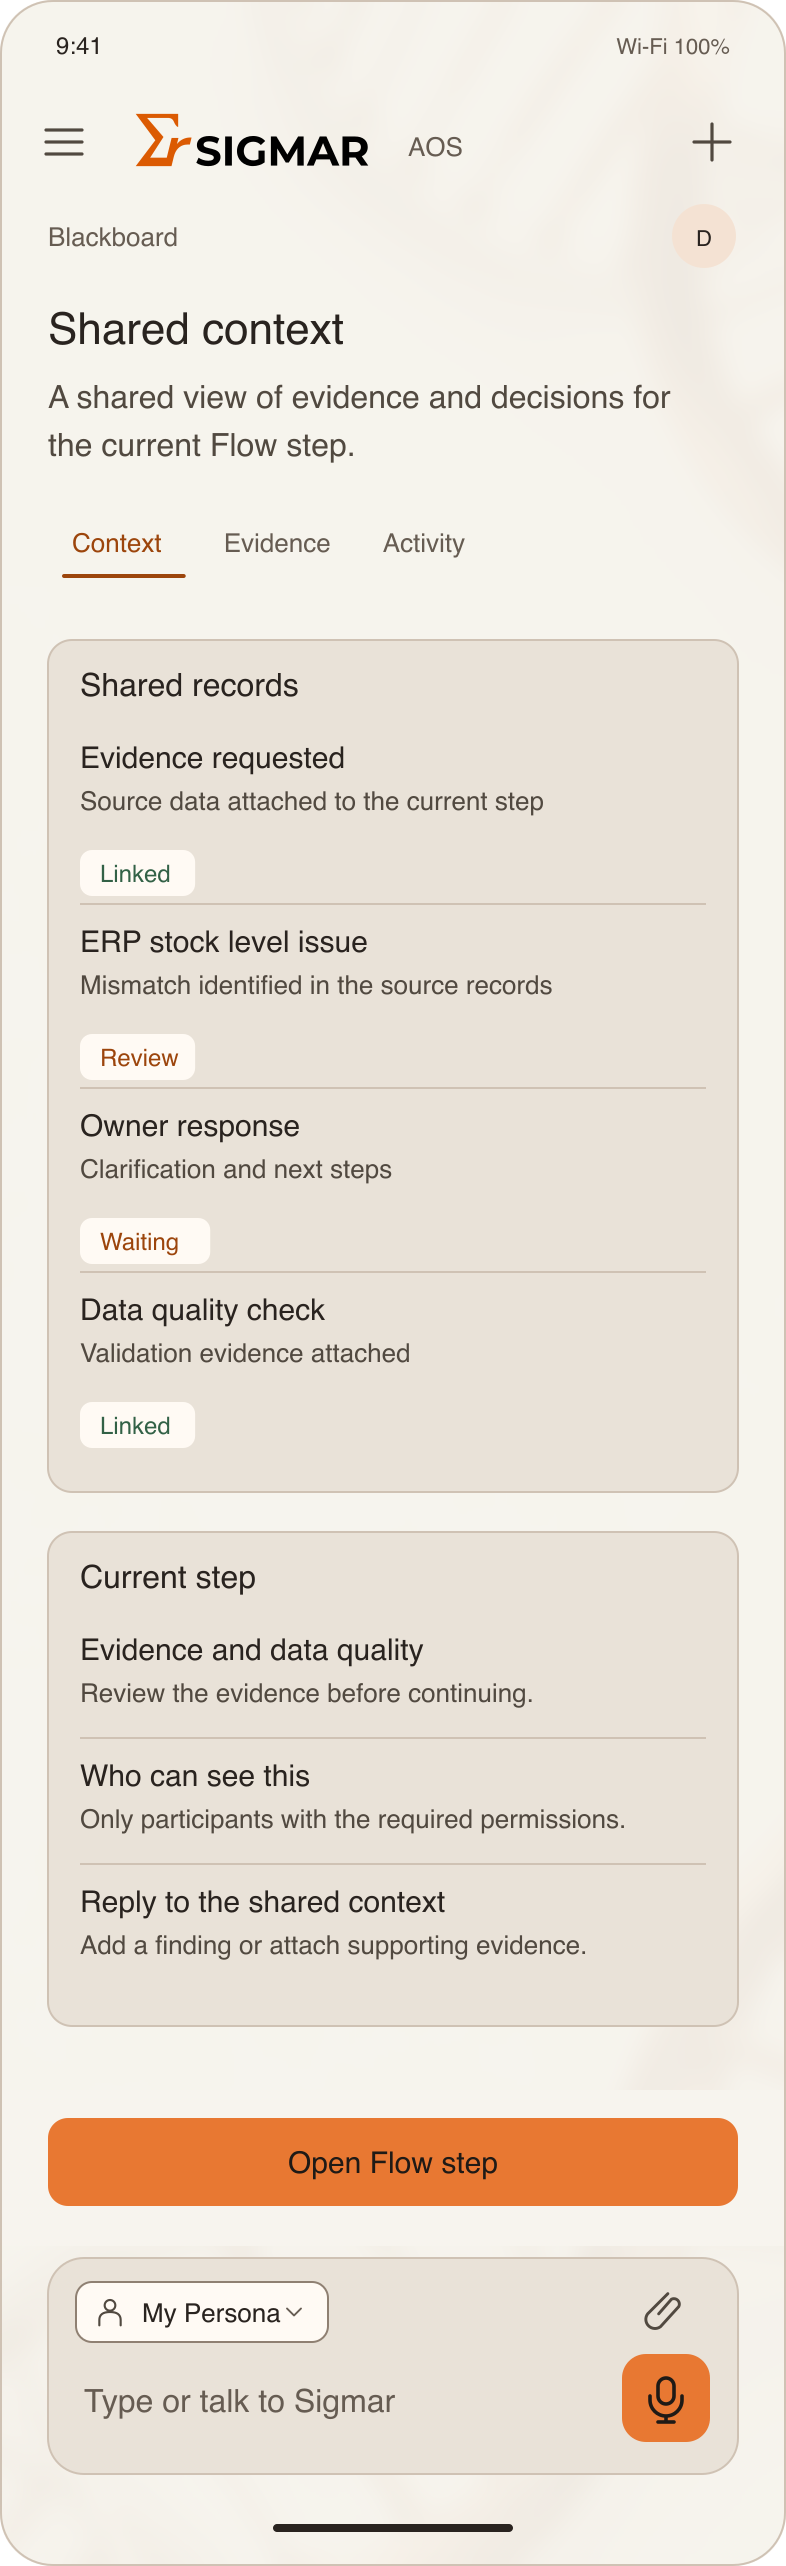 9:41
Wi-Fi 100%
Σr SIGMAR
AOS
Blackboard
D
Shared context
A shared view of evidence and decisions for
the current Flow step.
Context
Evidence
Activity
Shared records
Evidence requested
Source data attached to the current step
Linked
ERP stock level issue
Mismatch identified in the source records
Review
Owner response
Clarification and next steps
Waiting
Data quality check
Validation evidence attached
Linked
Current step
Evidence and data quality
Review the evidence before continuing.
Who can see this
Only participants with the required permissions.
Reply to the shared context
Add a finding or attach supporting evidence.
Open Flow step
My Persona
Type or talk to Sigmar